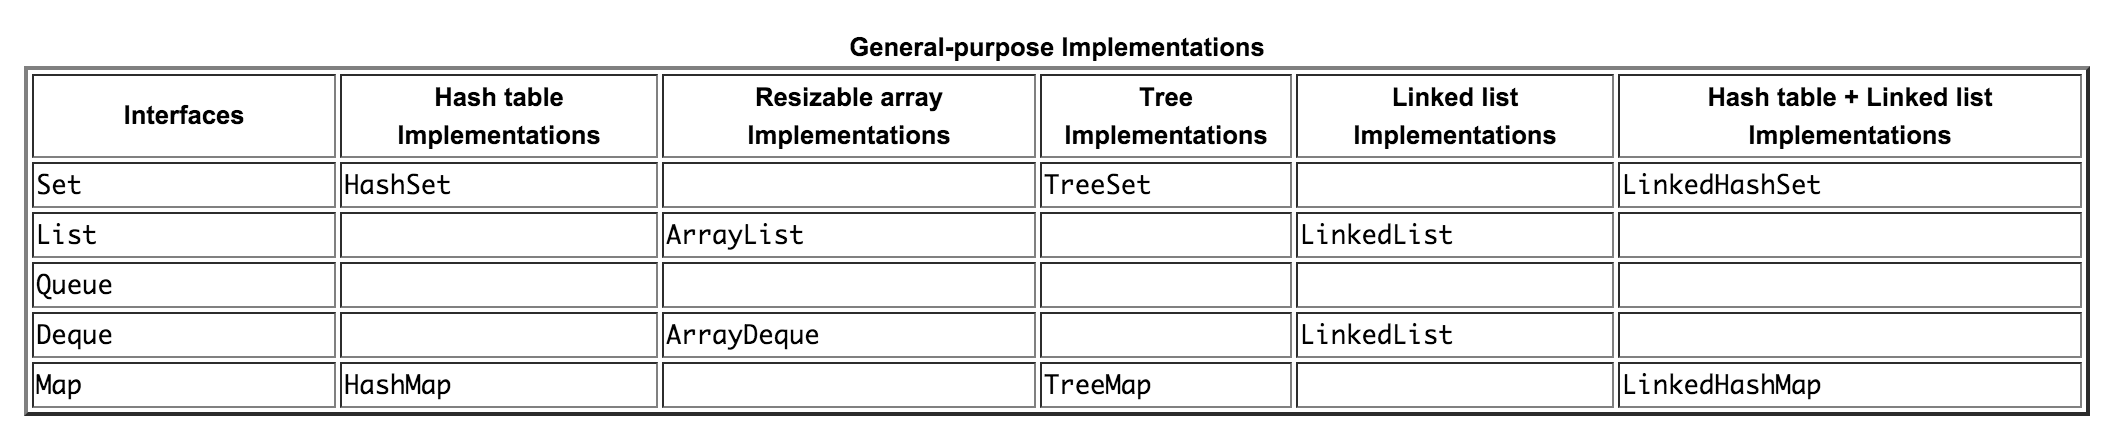 General-purpose Implementations
Interfaces
Hash table
Implementations
Resizable array
Implementations
Tree
Implementations
Linked list
Implementations
Hash table + Linked list
Implementations
Set HashSet TreeSet LinkedHashSet
List ArrayList LinkedList
Queue
Deque ArrayDeque LinkedList
Map HashMap TreeMap LinkedHashMap